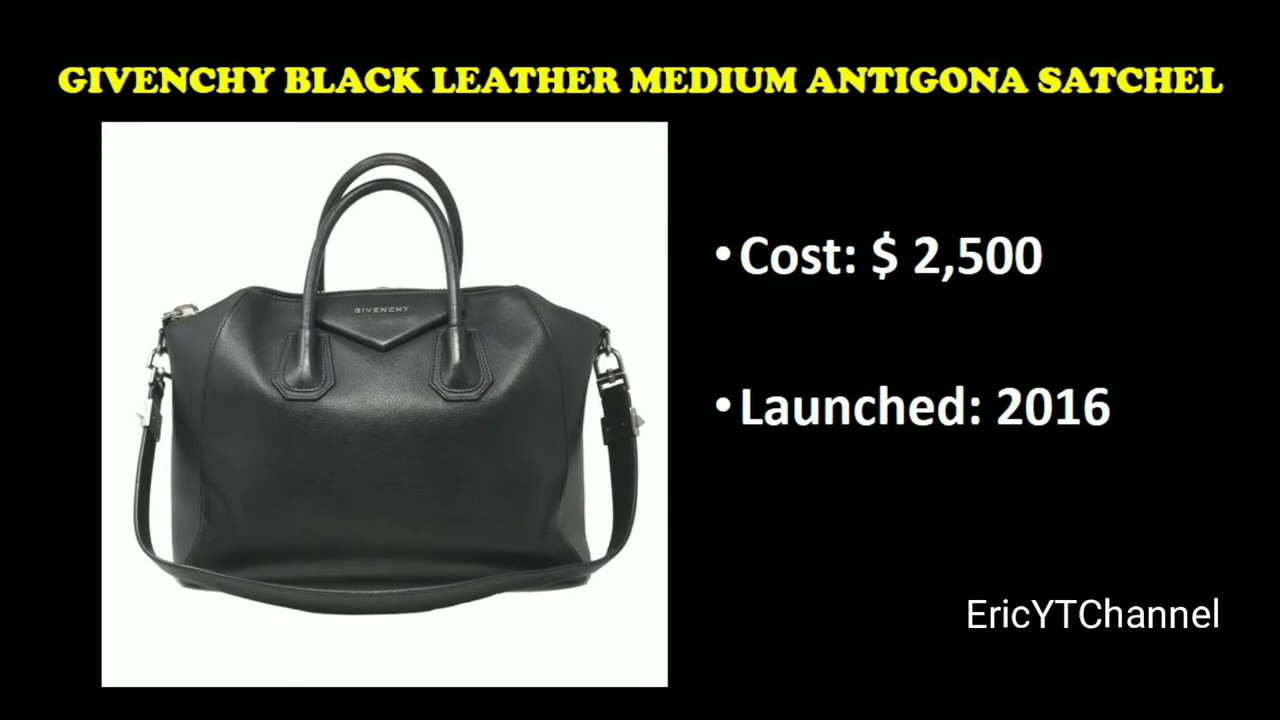 GIVENCHY BLACK LEATHER MEDIUM ANTIGONA SATCHEL
GIVENCHY
•Cost: $ 2,500
•Launched: 2016
EricYTChannel